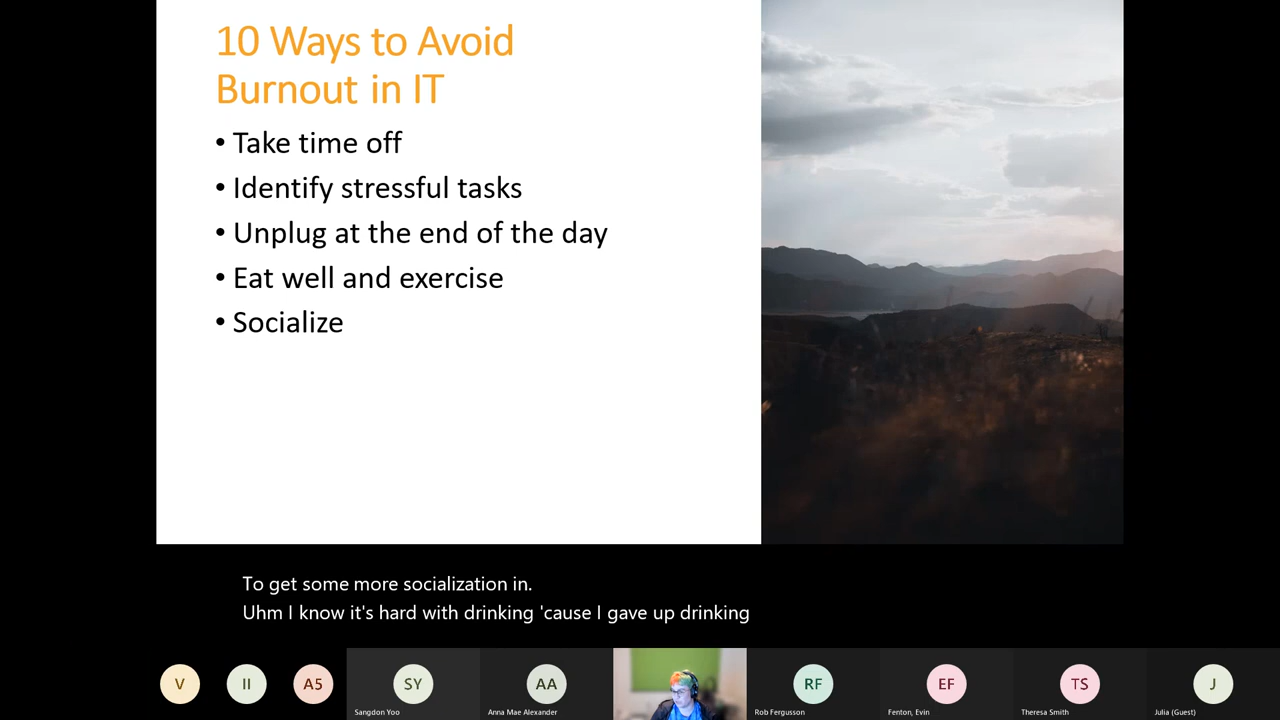 10 Ways to Avoid
Burnout in IT
• Take time off
• Identify stressful tasks
• Unplug at the end of the day
• Eat well and exercise
• Socialize
To get some more socialization in.
Uhm I know it's hard with drinking 'cause I gave up drinking
V II A5 SY AA RF EF TS J
Sangdon Yoo Anna Mae Alexander Rob Fergusson Fenton, Evin Theresa Smith Julia (Guest)